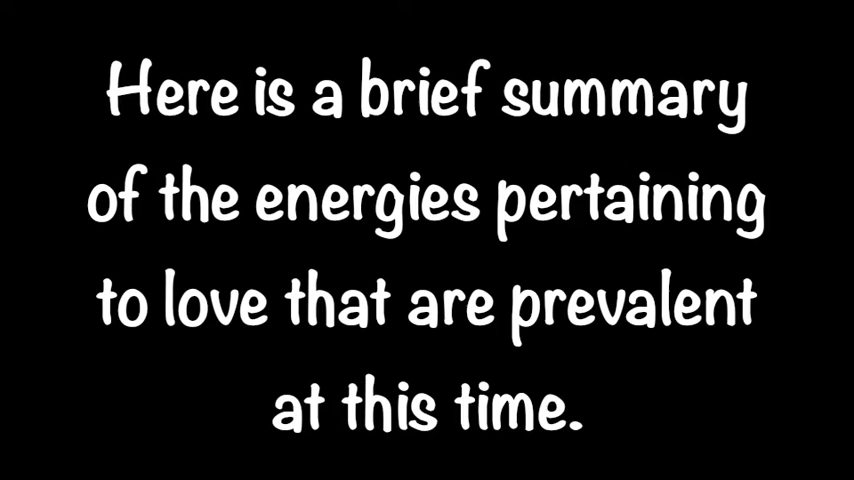 Here is a brief summary
of the energies pertaining
to love that are prevalent
at this time.